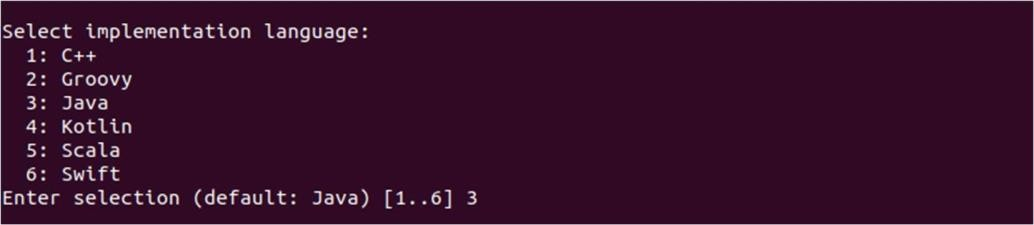 Select implementation language:
  1: C++
  2: Groovy
  3: Java
  4: Kotlin
  5: Scala
  6: Swift
Enter selection (default: Java) [1..6] 3